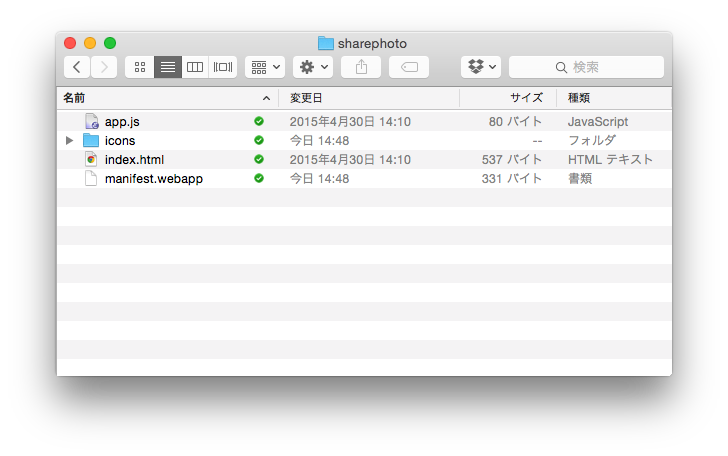 sharephoto
検索
名前 変更日 サイズ 種類
app.js 2015年4月30日 14:10 80 バイト JavaScript
icons 今日 14:48 -- フォルダ
index.html 2015年4月30日 14:10 537 バイト HTML テキスト
manifest.webapp 今日 14:48 331 バイト 書類